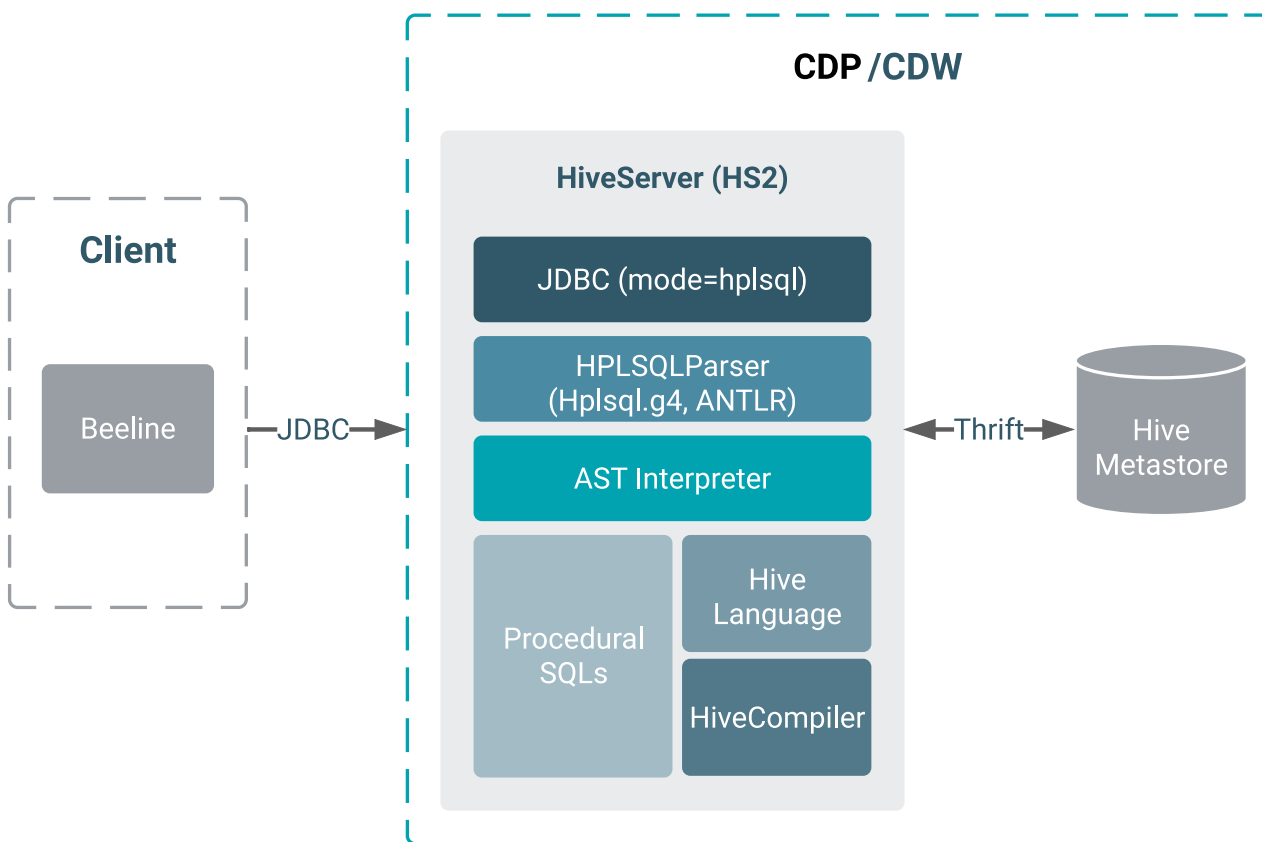 CDP /CDW
HiveServer (HS2)
Client
JDBC (mode=hplsql)
HPLSQLParser
(Hplsql.g4, ANTLR)
Beeline
JDBC
Thrift
Hive
Metastore
AST Interpreter
Hive
Language
Procedural
SQLs
HiveCompiler